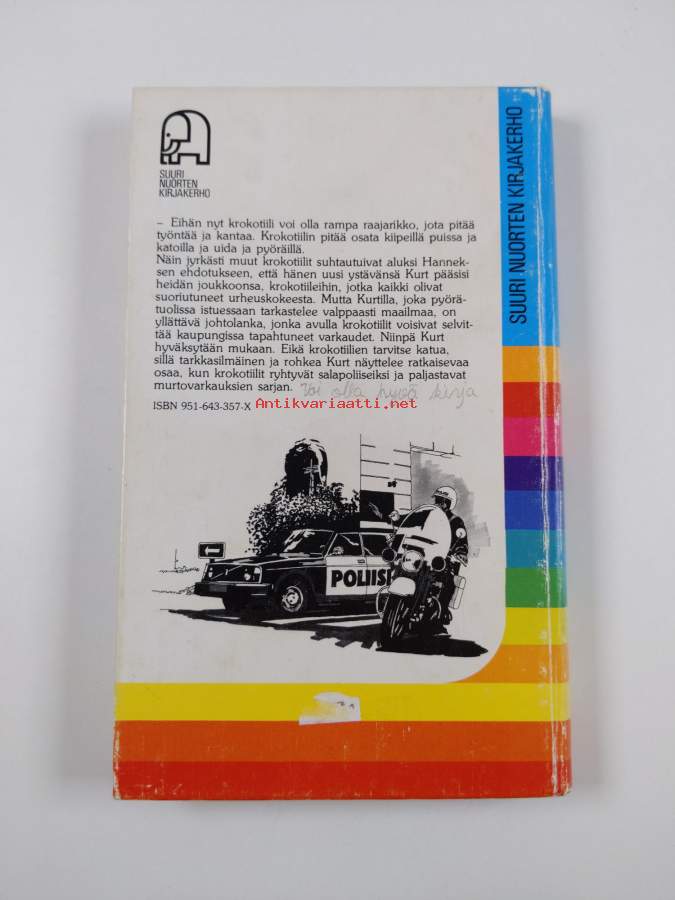 SUURI
NUORTEN
KIRJAKERHO
SUURI NUORTEN KIRJAKERHO
– Eihän nyt krokotiili voi olla rampa raajarikko, jota pitää
työntää ja kantaa. Krokotiilin pitää osata kiipeillä puissa ja
katoilla ja uida ja pyöräillä.
Näin jyrkästi muut krokotiilit suhtautuivat aluksi Hannek-
sen ehdotukseen, että hänen uusi ystävänsä Kurt pääsisi
heidän joukkoonsa, krokotiileihin, jotka kaikki olivat
suoriutuneet urheuskokeesta. Mutta Kurtilla, joka pyörä-
tuolissa istuessaan tarkastelee valppaasti maailmaa, on
yllättävä johtolanka, jonka avulla krokotiilit voisivat selvit-
tää kaupungissa tapahtuneet varkaudet. Niinpä Kurt
hyväksytään mukaan. Eikä krokotiilien tarvitse katua,
sillä tarkkasilmäinen ja rohkea Kurt näyttelee ratkaisevaa
osaa, kun krokotiilit ryhtyvät salapoliiseiksi ja paljastavat
murtovarkauksien sarjan. Voi olla hyvä kirja
Antikvariaatti.net
ISBN 951-643-357-X
POLIISI